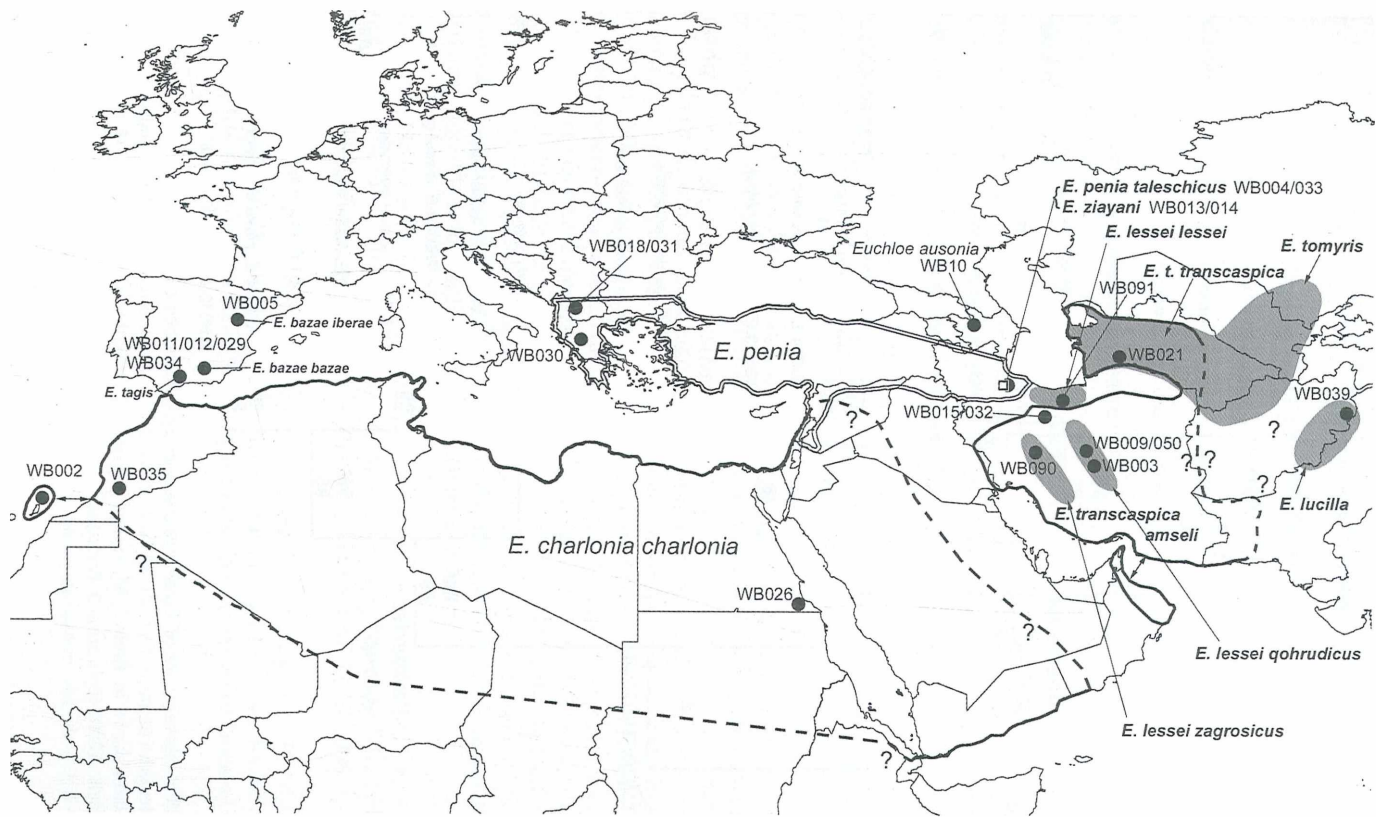 E. penia taleschicus WB004/033
E. ziayani WB013/014
E. lessei lessei
WB018/031
Euchloe ausonia
WB10
E. tomyris
E. t. transcaspica
WB091
WB005
E. bazae iberae
WB011/012/029
WB034
E. bazae bazae
E. tagis
WB030
E. penia
WB021
WB039
WB015/032
?
?
WB009/050
WB090
WB003
?
?
WB002
WB035
E. lucilla
E. transcaspica
amseli
E. charlonia charlonia
?
WB026
?
E. lessei qohrudicus
E. lessei zagrosicus
?